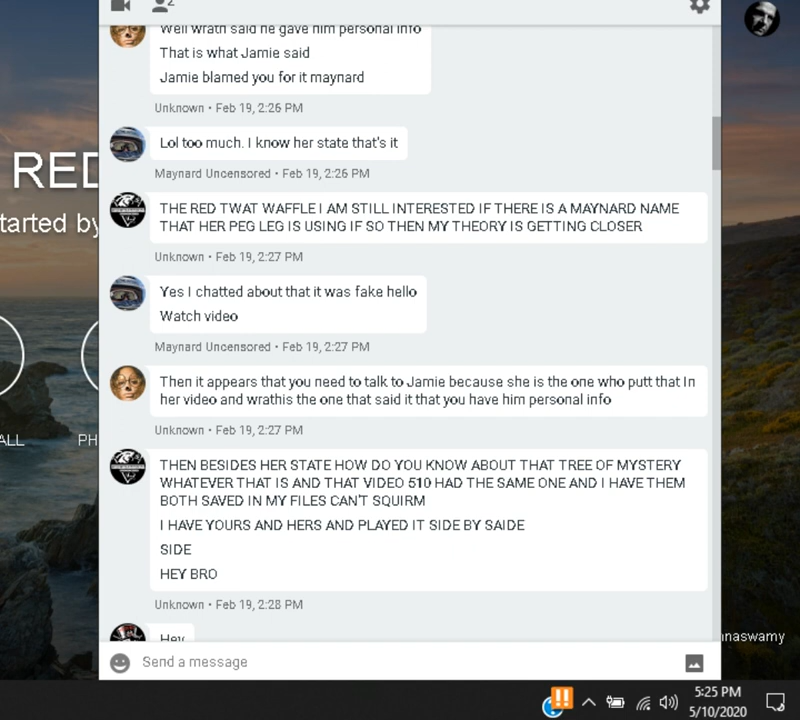 2
Well wrath said he gave him personal info
That is what Jamie said
Jamie blamed you for it maynard
Unknown • Feb 19, 2:26 PM
Lol too much. I know her state that's it
Maynard Uncensored • Feb 19, 2:26 PM
RED
THE RED TWAT WAFFLE I AM STILL INTERESTED IF THERE IS A MAYNARD NAME
THAT HER PEG LEG IS USING IF SO THEN MY THEORY IS GETTING CLOSER
tarted by
Unknown • Feb 19, 2:27 PM
Yes I chatted about that it was fake hello
Watch video
Maynard Uncensored • Feb 19, 2:27 PM
Then it appears that you need to talk to Jamie because she is the one who putt that In
her video and wrathis the one that said it that you have him personal info
Unknown • Feb 19, 2:27 PM
ALL
PH
THEN BESIDES HER STATE HOW DO YOU KNOW ABOUT THAT TREE OF MYSTERY
WHATEVER THAT IS AND THAT VIDEO 510 HAD THE SAME ONE AND I HAVE THEM
BOTH SAVED IN MY FILES CAN'T SQUIRM
I HAVE YOURS AND HERS AND PLAYED IT SIDE BY SAIDE
SIDE
HEY BRO
Unknown • Feb 19, 2:28 PM
Hey
nnaswamy
Send a message
5:25 PM
5/10/2020